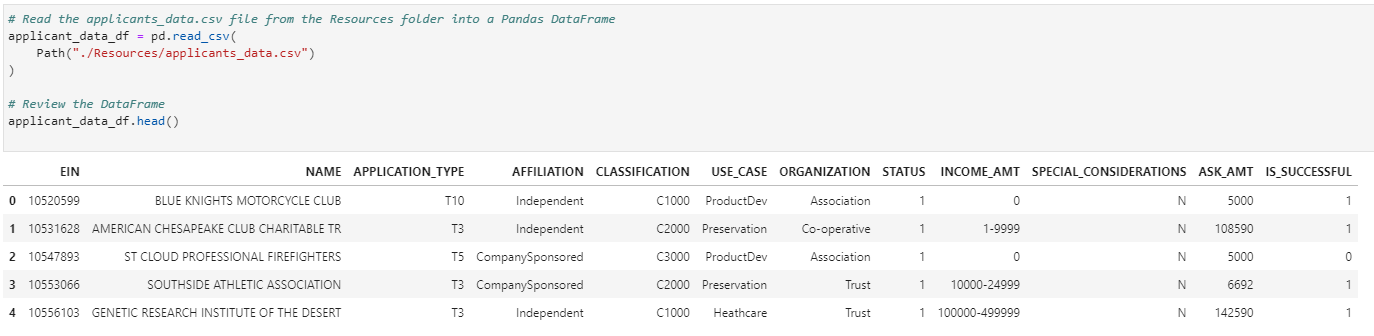 # Read the applicants_data.csv file from the Resources folder into a Pandas DataFrame
applicant_data_df = pd.read_csv(
    Path("./Resources/applicants_data.csv")
)
# Review the DataFrame
applicant_data_df.head()
EIN NAME APPLICATION_TYPE AFFILIATION CLASSIFICATION USE_CASE ORGANIZATION STATUS INCOME_AMT SPECIAL_CONSIDERATIONS ASK_AMT IS_SUCCESSFUL
0 10520599 BLUE KNIGHTS MOTORCYCLE CLUB T10 Independent C1000 ProductDev Association 1 0 N 5000 1
1 10531628 AMERICAN CHESAPEAKE CLUB CHARITABLE TR T3 Independent C2000 Preservation Co-operative 1 1-9999 N 108590 1
2 10547893 ST CLOUD PROFESSIONAL FIREFIGHTERS T5 CompanySponsored C3000 ProductDev Association 1 0 N 5000 0
3 10553066 SOUTHSIDE ATHLETIC ASSOCIATION T3 CompanySponsored C2000 Preservation Trust 1 10000-24999 N 6692 1
4 10556103 GENETIC RESEARCH INSTITUTE OF THE DESERT T3 Independent C1000 Heathcare Trust 1 100000-499999 N 142590 1